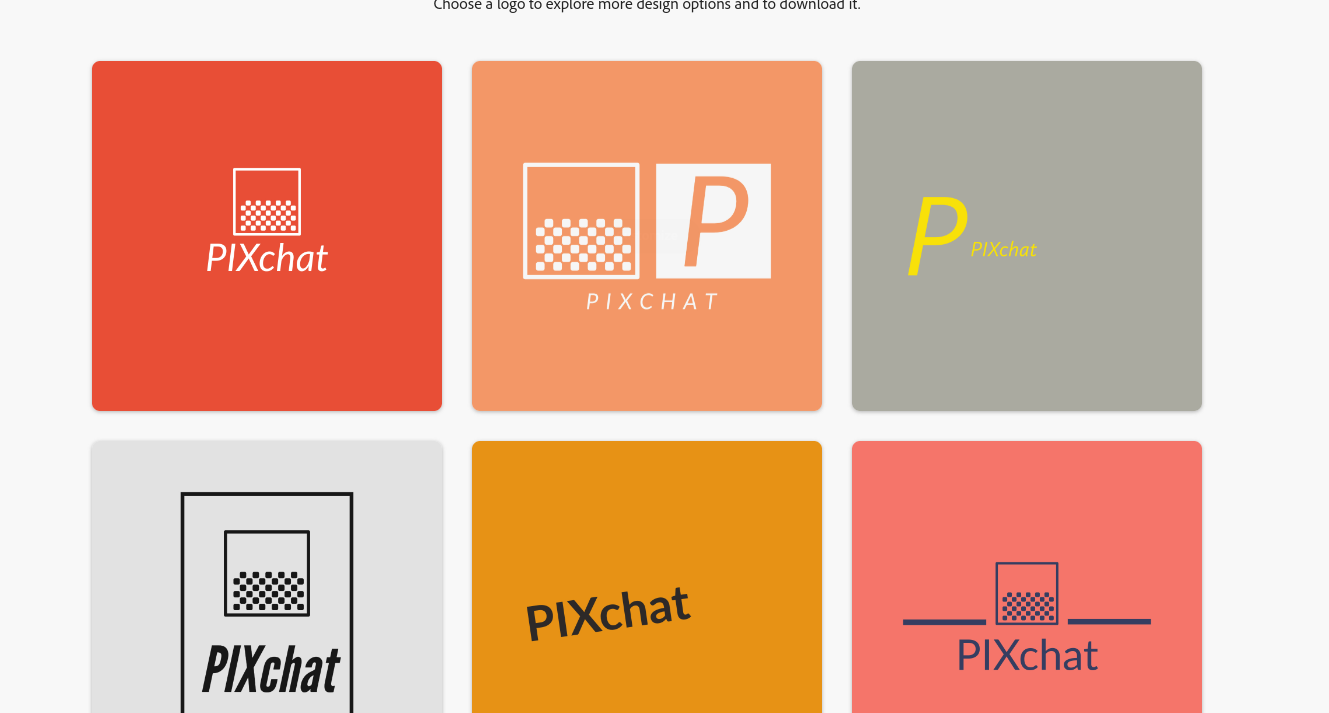 Choose a logo to explore more design options and to download it.
PIXchat
P
PIXCHAT
P PIXchat
PIXchat
PIXchat
PIXchat